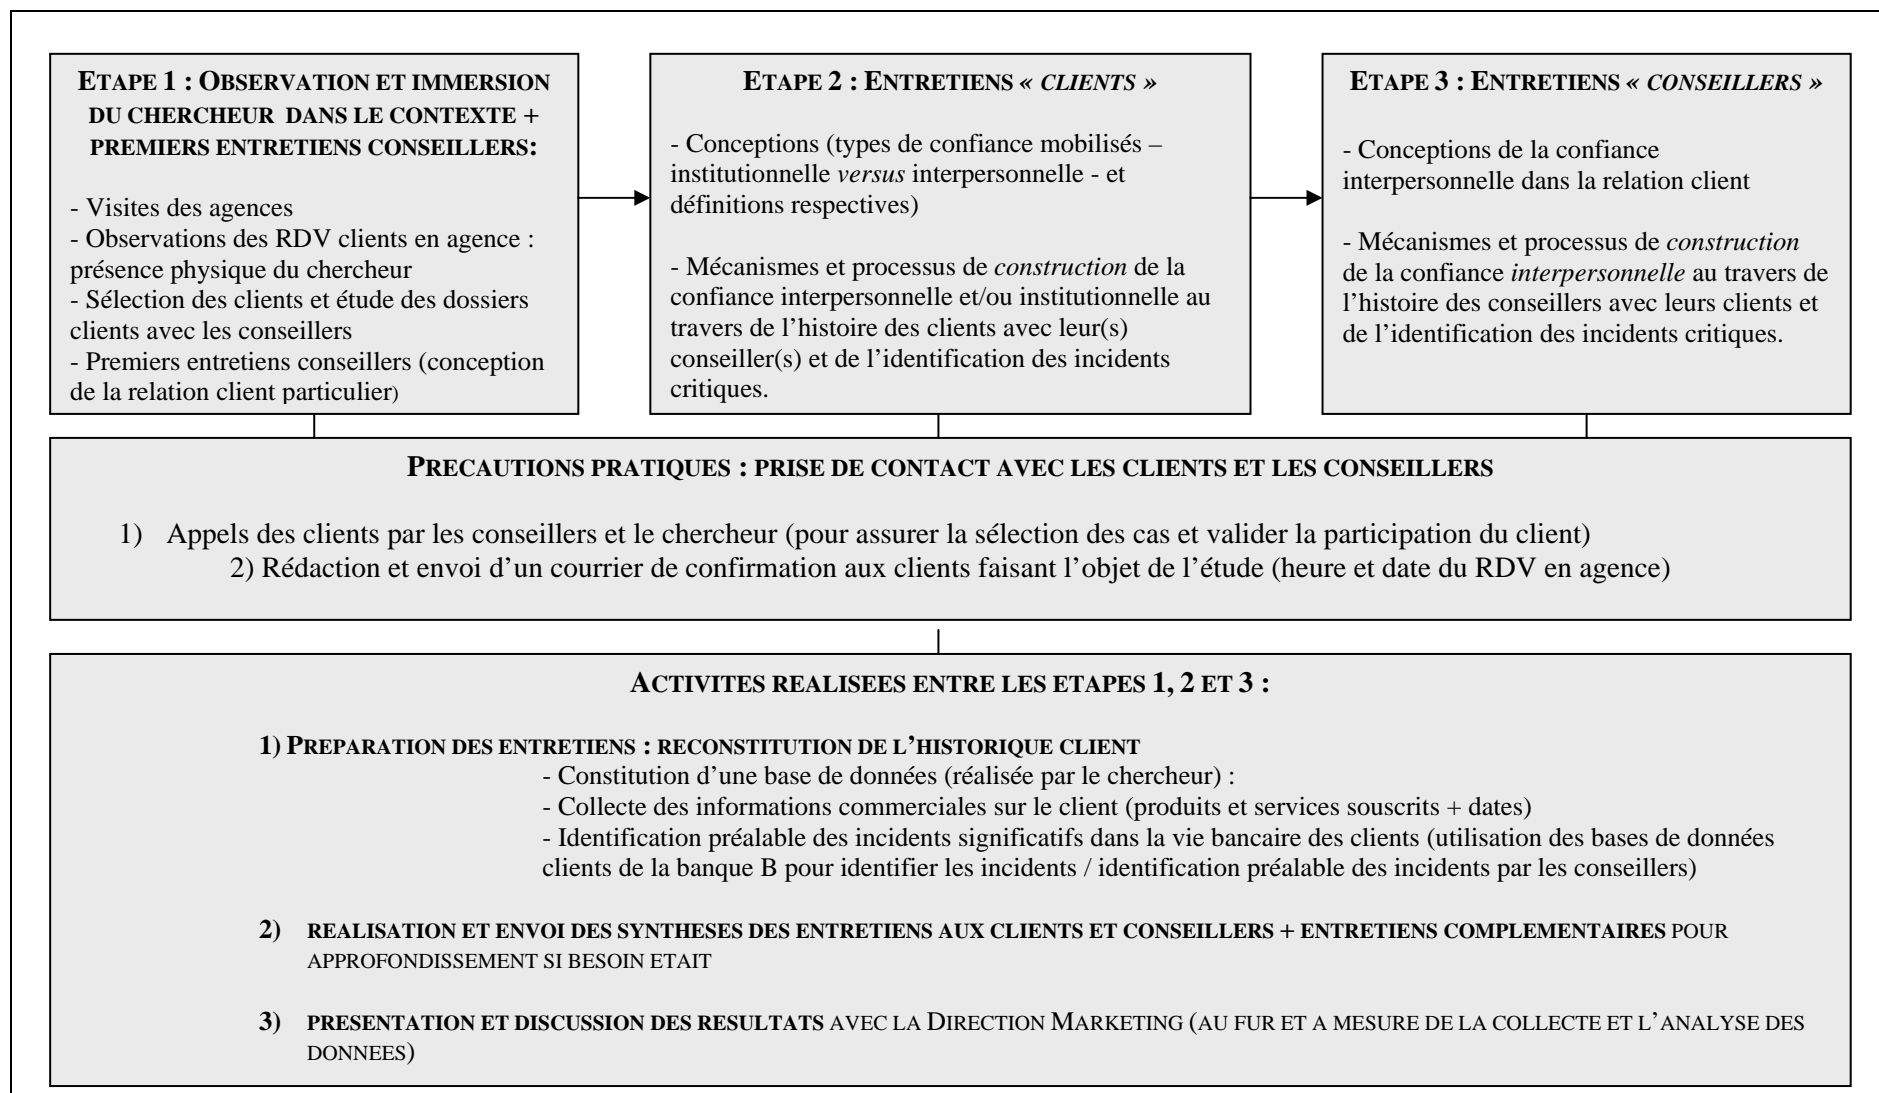 ETAPE 1 : OBSERVATION ET IMMERSION
DU CHERCHEUR DANS LE CONTEXTE +
PREMIERS ENTRETIENS CONSEILLERS:
- Visites des agences
- Observations des RDV clients en agence :
présence physique du chercheur
- Sélection des clients et étude des dossiers
clients avec les conseillers
- Premiers entretiens conseillers (conception
de la relation client particulier)
ETAPE 2 : ENTRETIENS « CLIENTS »
- Conceptions (types de confiance mobilisés –
institutionnelle versus interpersonnelle - et
définitions respectives)
- Mécanismes et processus de construction de la
confiance interpersonnelle et/ou institutionnelle au
travers de l’histoire des clients avec leur(s)
conseiller(s) et de l’identification des incidents
critiques.
ETAPE 3 : ENTRETIENS « CONSEILLERS »
- Conceptions de la confiance
interpersonnelle dans la relation client
- Mécanismes et processus de construction
de la confiance interpersonnelle au travers de
l’histoire des conseillers avec leurs clients et
de l’identification des incidents critiques.
PRECAUTIONS PRATIQUES : PRISE DE CONTACT AVEC LES CLIENTS ET LES CONSEILLERS
1) Appels des clients par les conseillers et le chercheur (pour assurer la sélection des cas et valider la participation du client)
2) Rédaction et envoi d’un courrier de confirmation aux clients faisant l’objet de l’étude (heure et date du RDV en agence)
ACTIVITES REALISEES ENTRE LES ETAPES 1, 2 ET 3 :
1) PREPARATION DES ENTRETIENS : RECONSTITUTION DE L’HISTORIQUE CLIENT
- Constitution d’une base de données (réalisée par le chercheur) :
- Collecte des informations commerciales sur le client (produits et services souscrits + dates)
- Identification préalable des incidents significatifs dans la vie bancaire des clients (utilisation des bases de données
clients de la banque B pour identifier les incidents / identification préalable des incidents par les conseillers)
2) REALISATION ET ENVOI DES SYNTHESES DES ENTRETIENS AUX CLIENTS ET CONSEILLERS + ENTRETIENS COMPLEMENTAIRES POUR
APPROFONDISSEMENT SI BESOIN ETAIT
3) PRESENTATION ET DISCUSSION DES RESULTATS AVEC LA DIRECTION MARKETING (AU FUR ET A MESURE DE LA COLLECTE ET L’ANALYSE DES
DONNEES)